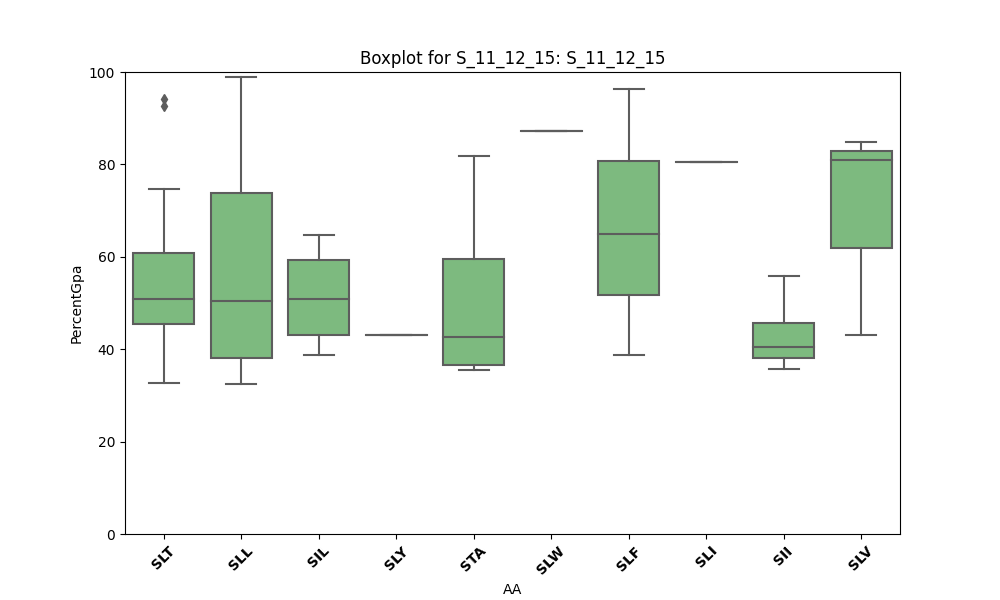 Boxplot for S_11_12_15: S_11_12_15
100
80
60
40
20
0
PercentGpa
SLT SLL SIL SLY STA SLW SLF SLI SII SLV
AA